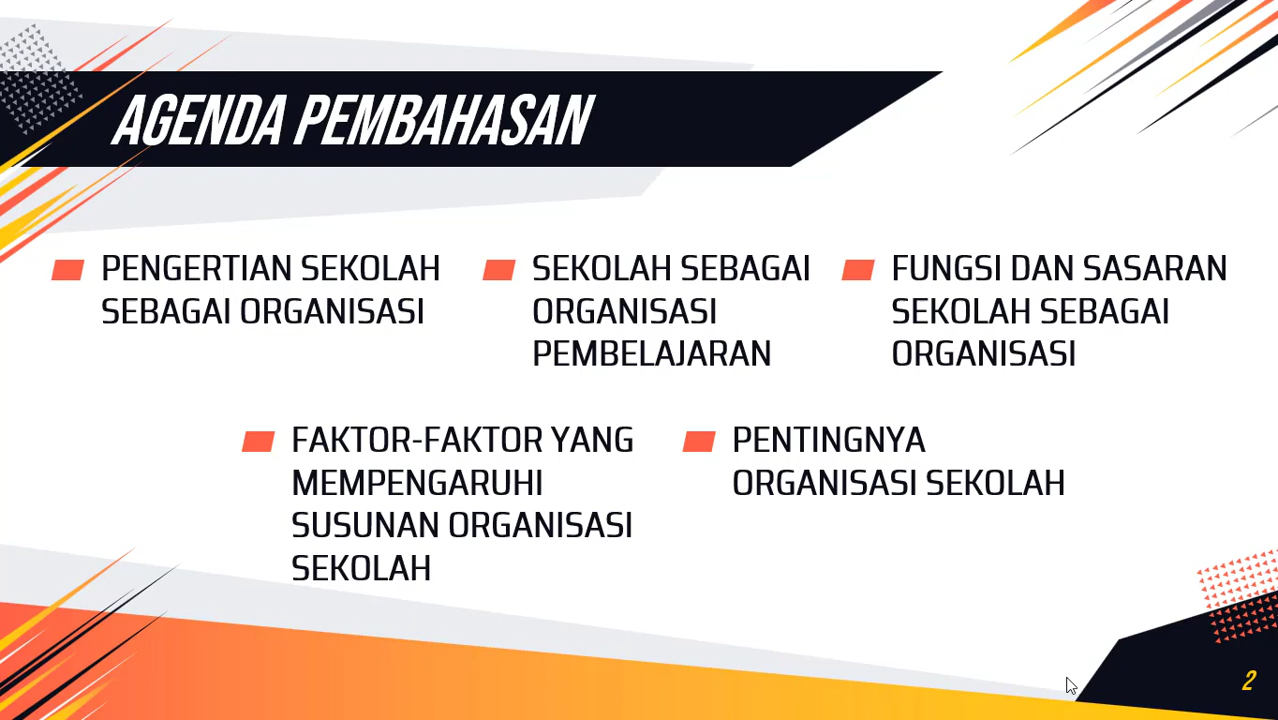 AGENDA PEMBAHASAN
PENGERTIAN SEKOLAH
SEBAGAI ORGANISASI
SEKOLAH SEBAGAI
ORGANISASI
PEMBELAJARAN
FUNGSI DAN SASARAN
SEKOLAH SEBAGAI
ORGANISASI
FAKTOR-FAKTOR YANG
MEMPENGARUHI
SUSUNAN ORGANISASI
SEKOLAH
PENTINGNYA
ORGANISASI SEKOLAH
2